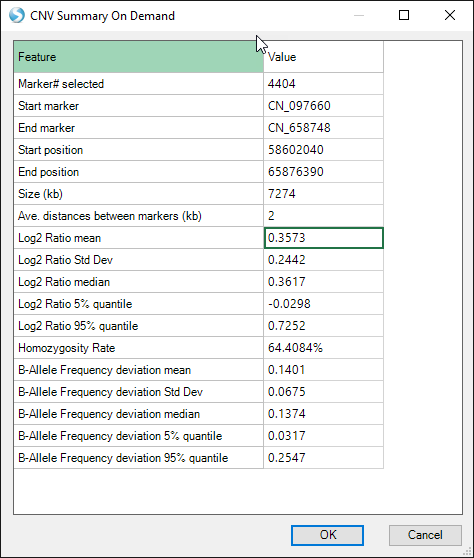 CNV Summary On Demand
Feature Value
Marker# selected 4404
Start marker CN_097660
End marker CN_658748
Start position 58602040
End position 65876390
Size (kb) 7274
Ave. distances between markers (kb) 2
Log2 Ratio mean 0.3573
Log2 Ratio Std Dev 0.2442
Log2 Ratio median 0.3617
Log2 Ratio 5% quantile -0.0298
Log2 Ratio 95% quantile 0.7252
Homozygosity Rate 64.4084%
B-Allele Frequency deviation mean 0.1401
B-Allele Frequency deviation Std Dev 0.0675
B-Allele Frequency deviation median 0.1374
B-Allele Frequency deviation 5% quantile 0.0317
B-Allele Frequency deviation 95% quantile 0.2547
OK Cancel